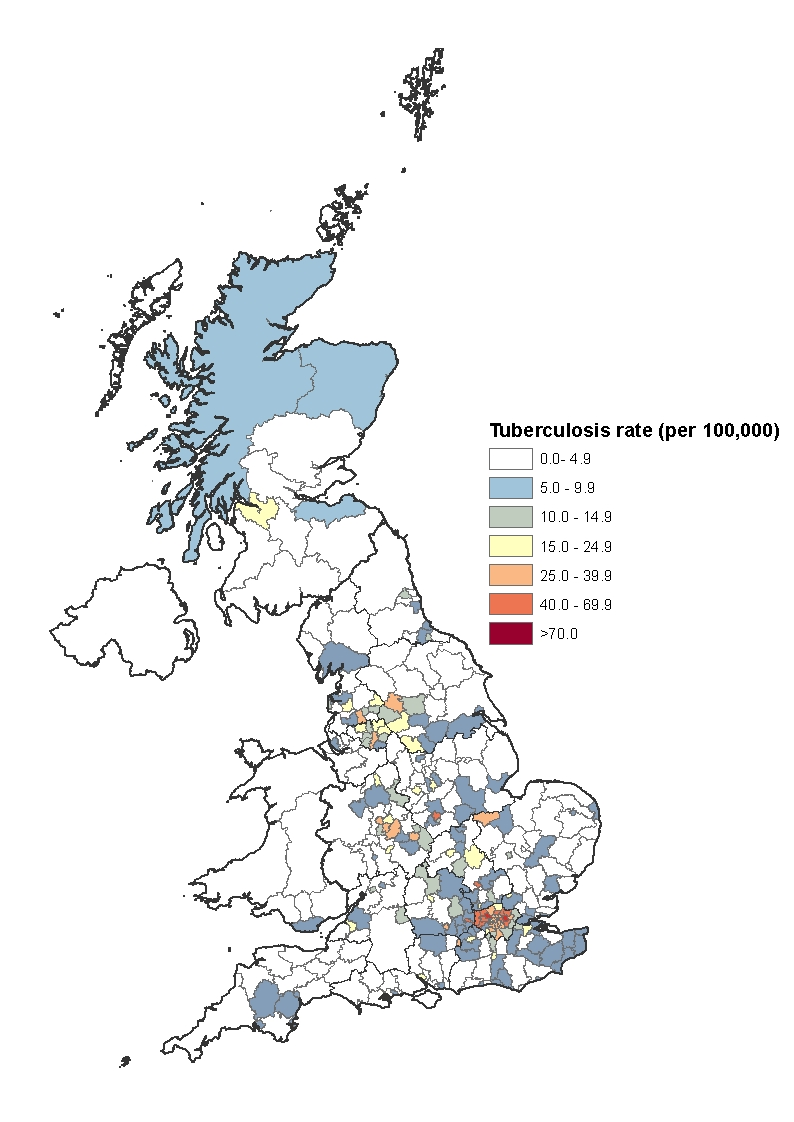 Tuberculosis rate (per 100,000)
0.0- 4.9
5.0 - 9.9
10.0 - 14.9
15.0 - 24.9
25.0 - 39.9
40.0 - 69.9
>70.0